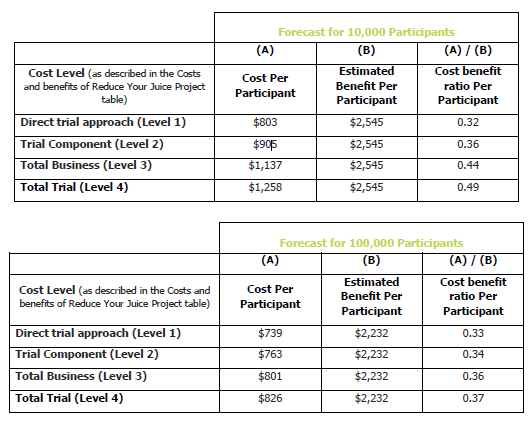 Forecast for 10,000 Participants
(A) (B) (A) / (B)
Cost Level (as described in the Costs
and benefits of Reduce Your Juice Project
table)
Cost Per
Participant
Estimated
Benefit Per
Participant
Cost benefit
ratio Per
Participant
Direct trial approach (Level 1) $803 $2,545 0.32
Trial Component (Level 2) $905 $2,545 0.36
Total Business (Level 3) $1,137 $2,545 0.44
Total Trial (Level 4) $1,258 $2,545 0.49
Forecast for 100,000 Participants
(A) (B) (A) / (B)
Cost Level (as described in the Costs and
benefits of Reduce Your Juice Project table)
Cost Per
Participant
Estimated
Benefit Per
Participant
Cost benefit
ratio Per
Participant
Direct trial approach (Level 1) $739 $2,232 0.33
Trial Component (Level 2) $763 $2,232 0.34
Total Business (Level 3) $801 $2,232 0.36
Total Trial (Level 4) $826 $2,232 0.37